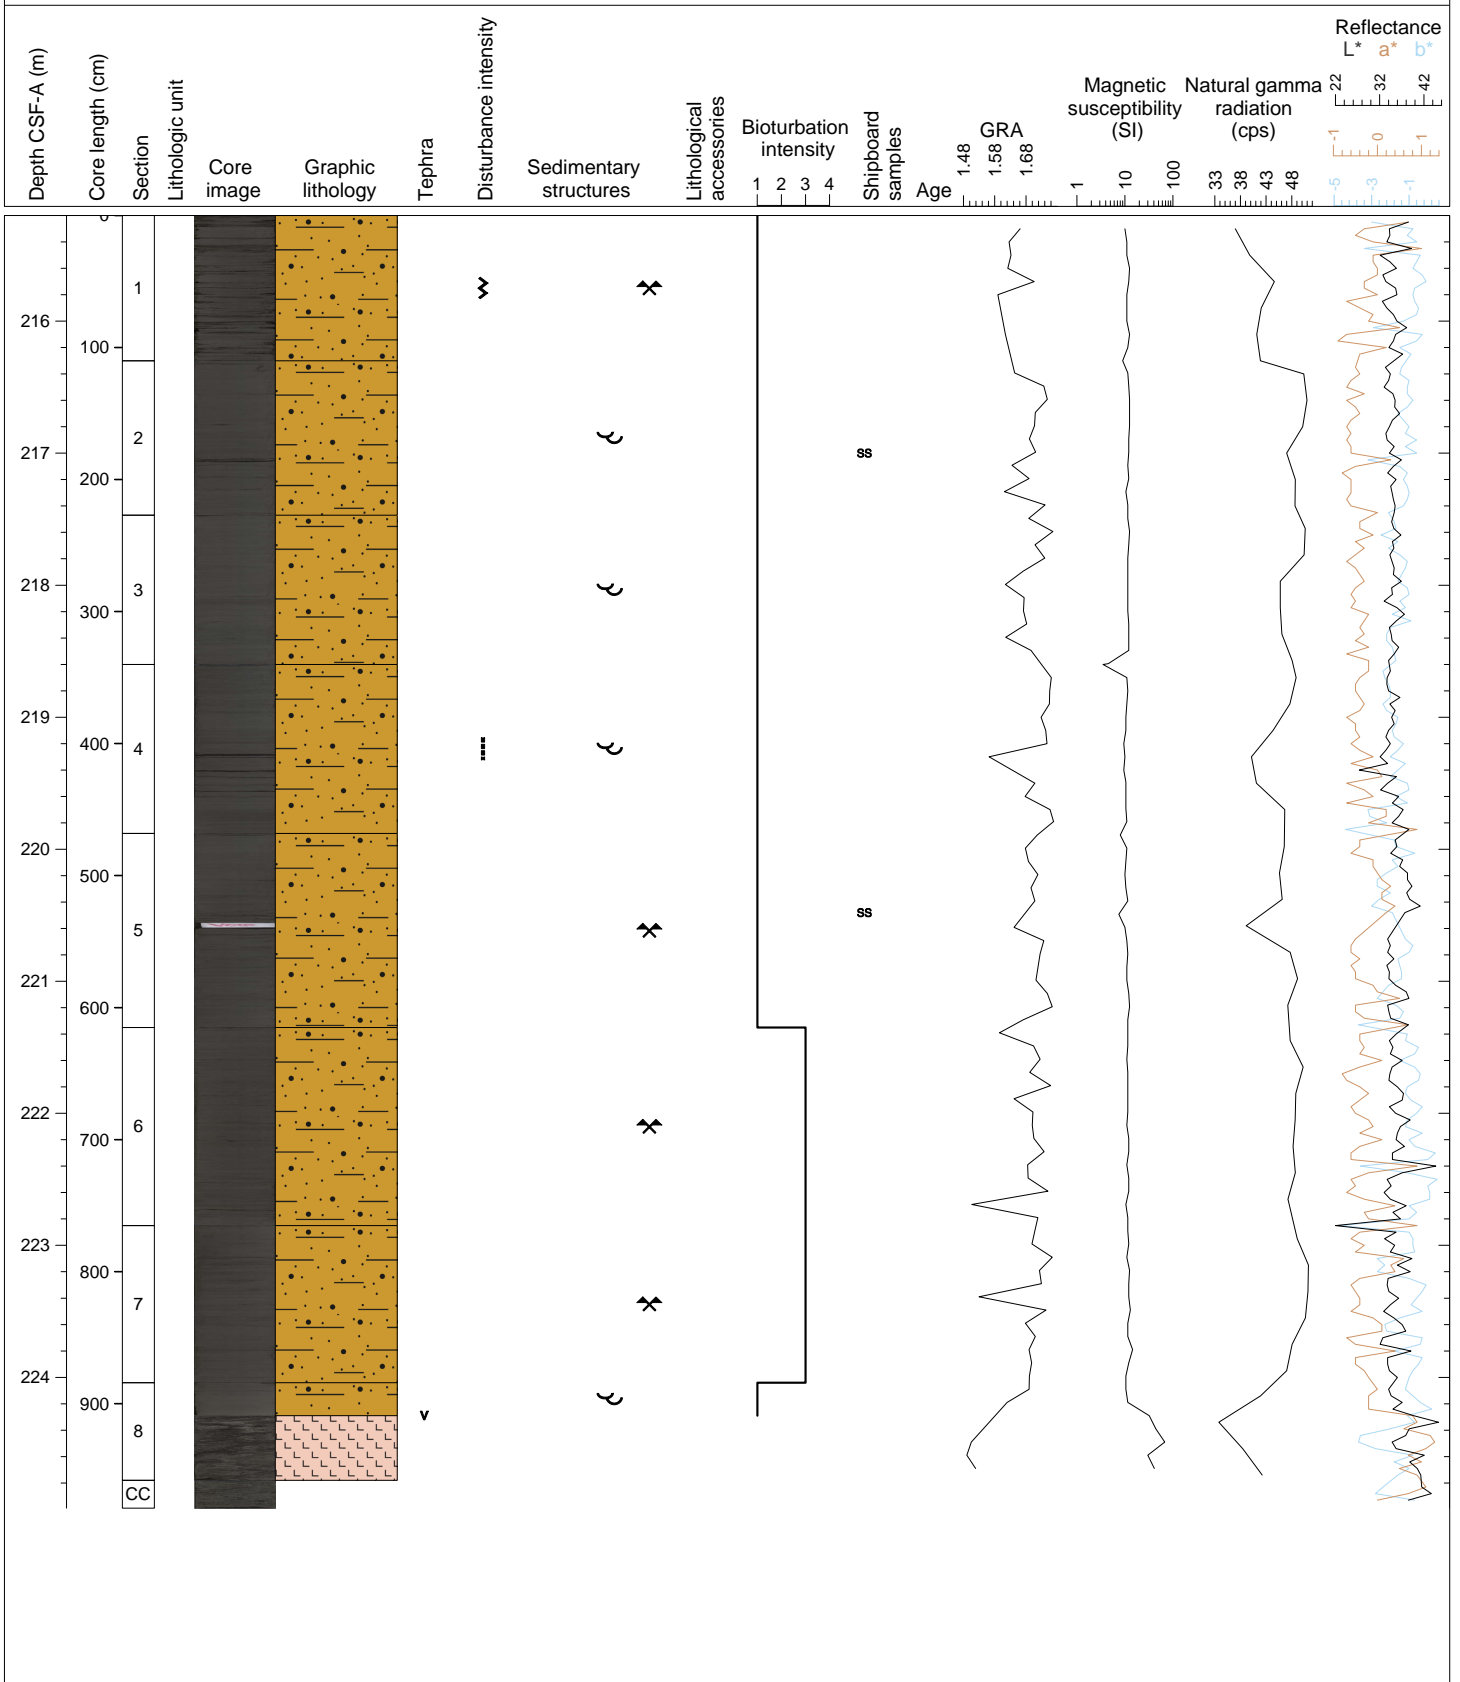 Depth CSF-A (m)
Core length (cm)
Section
Lithologic unit
Core
image
Graphic
lithology
Tephra
Disturbance intensity
Sedimentary
structures
Lithological
accessories
Bioturbation
intensity
1 2 3 4
Shipboard
samples
Age
GRA
1.48 1.58 1.68
Magnetic
susceptibility
(SI)
1 10 100
Natural gamma
radiation
(cps)
33 38 43 48
Reflectance
L* a* b*
22 32 42
-1 0 1
-5 -3 -1
0
1
216
100
2
217
ss
200
218
3
300
219
400
4
220
500
ss
5
221
600
222
6
700
223
800
7
224
900
v
8
CC